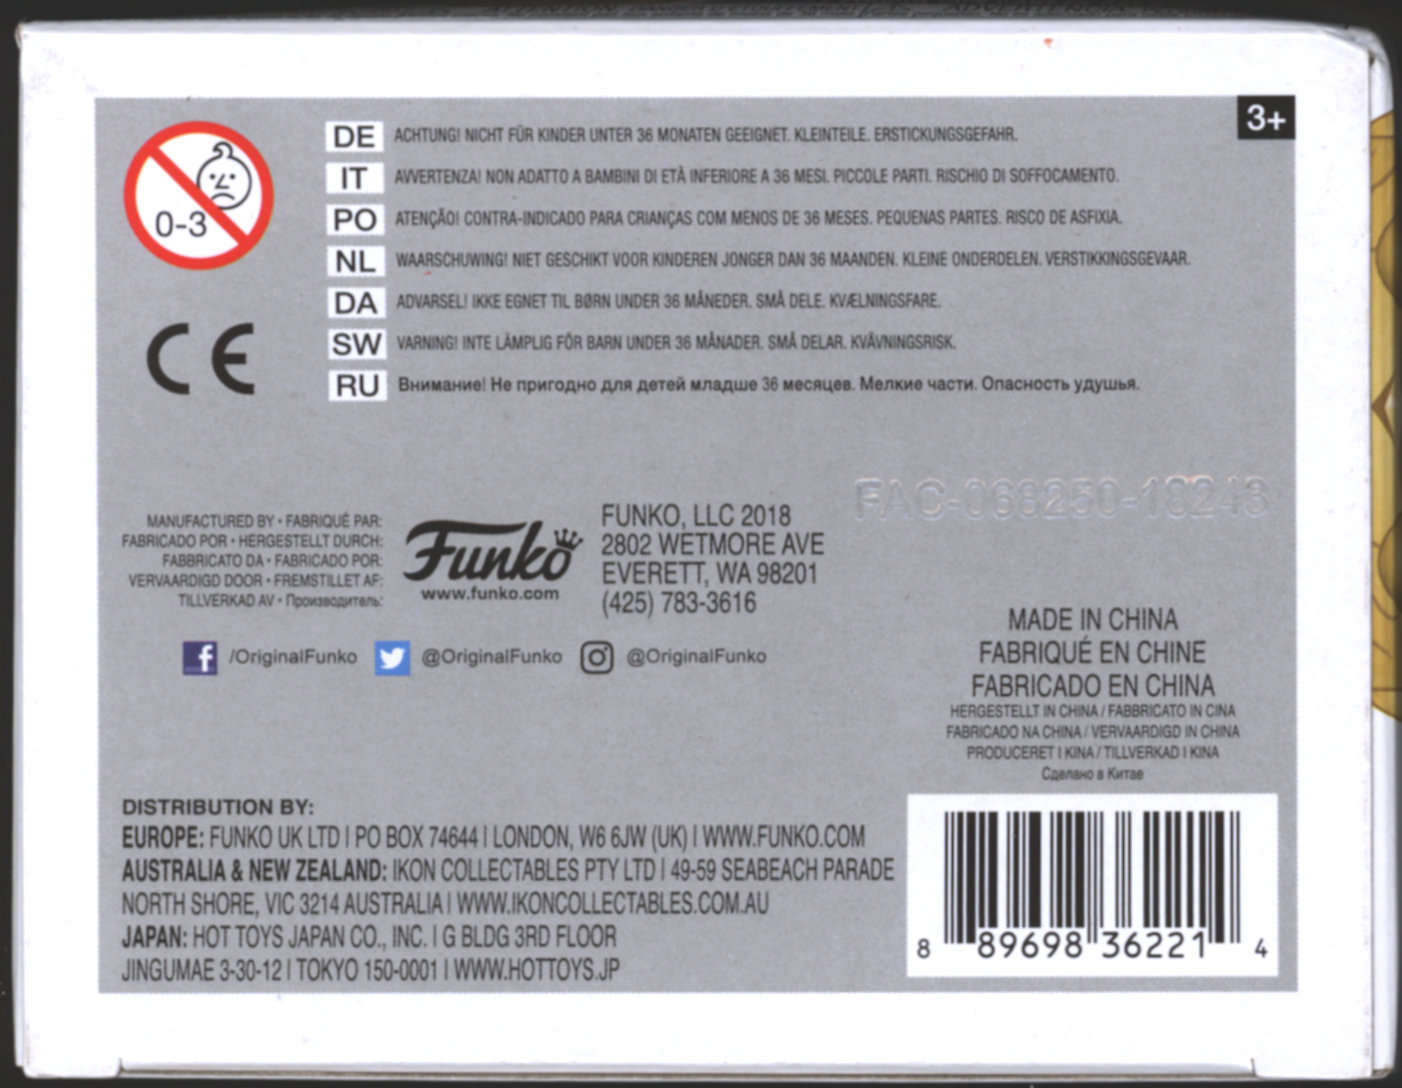 3+
0-3
DE ACHTUNG! NICHT FÜR KINDER UNTER 36 MONATEN GEEIGNET. KLEINTEILE. ERSTICKUNGSGEFAHR.
IT AVVERTENZA! NON ADATTO A BAMBINI DI ETÀ INFERIORE A 36 MESI. PICCOLE PARTI. RISCHIO DI SOFFOCAMENTO.
PO ATENÇÃO! CONTRA-INDICADO PARA CRIANÇAS COM MENOS DE 36 MESES. PEQUENAS PARTES. RISCO DE ASFIXIA.
NL WAARSCHUWING! NIET GESCHIKT VOOR KINDEREN JONGER DAN 36 MAANDEN. KLEINE ONDERDELEN. VERSTIKKINGSGEVAAR.
DA ADVARSEL! IKKE EGNET TIL BØRN UNDER 36 MÅNEDER. SMÅ DELE. KVÆLNINGSFARE.
SW VARNING! INTE LÄMPLIG FÖR BARN UNDER 36 MÅNADER. SMÅ DELAR. KVÄVNINGSRISK.
RU Внимание! Не пригодно для детей младше 36 месяцев. Мелкие части. Опасность удушья.
CE
FAC-068250-18243
MANUFACTURED BY • FABRIQUÉ PAR:
FABRICADO POR • HERGESTELLT DURCH:
FABBRICATO DA • FABRICADO POR:
VERVAARDIGD DOOR • FREMSTILLET AF:
TILLVERKAD AV • Производитель:
Funko
www.funko.com
FUNKO, LLC 2018
2802 WETMORE AVE
EVERETT, WA 98201
(425) 783-3616
/OriginalFunko @OriginalFunko @OriginalFunko
MADE IN CHINA
FABRIQUÉ EN CHINE
FABRICADO EN CHINA
HERGESTELLT IN CHINA / FABBRICATO IN CINA
FABRICADO NA CHINA / VERVAARDIGD IN CHINA
PRODUCERET I KINA / TILLVERKAD I KINA
Сделано в Китае
DISTRIBUTION BY:
EUROPE: FUNKO UK LTD | PO BOX 74644 | LONDON, W6 6JW (UK) | WWW.FUNKO.COM
AUSTRALIA & NEW ZEALAND: IKON COLLECTABLES PTY LTD | 49-59 SEABEACH PARADE
NORTH SHORE, VIC 3214 AUSTRALIA | WWW.IKONCOLLECTABLES.COM.AU
JAPAN: HOT TOYS JAPAN CO., INC. | G BLDG 3RD FLOOR
JINGUMAE 3-30-12 | TOKYO 150-0001 | WWW.HOTTOYS.JP
8 89698 36221 4